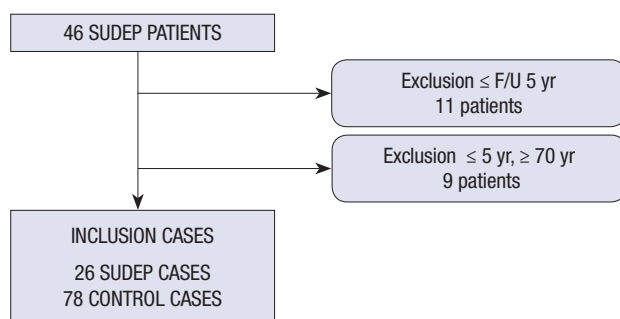 46 SUDEP PATIENTS
Exclusion ≤ F/U 5 yr
11 patients
Exclusion ≤ 5 yr, ≥ 70 yr
9 patients
INCLUSION CASES
26 SUDEP CASES
78 CONTROL CASES